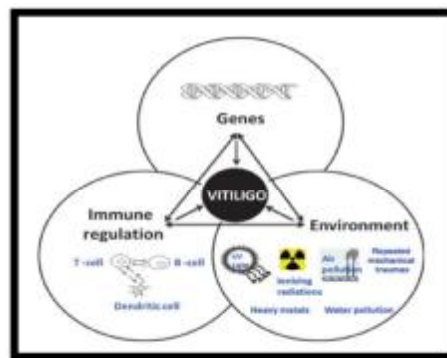 Genes
VITILIGO
Immune
regulation
T-cell
B-cell
Dendritic cell
Environment
UV
Ionizing
radiations
Air
pollution
Repeated
mechanical
traumas
Heavy metals
Water pollution